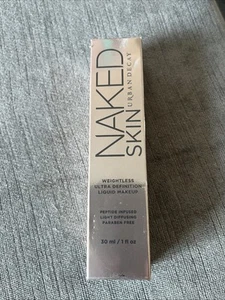 NAKED
SKIN
URBAN DECAY
WEIGHTLESS
ULTRA DEFINITION
LIQUID MAKEUP
PEPTIDE INFUSED
LIGHT DIFFUSING
PARABEN FREE
30 ml / 1 fl oz